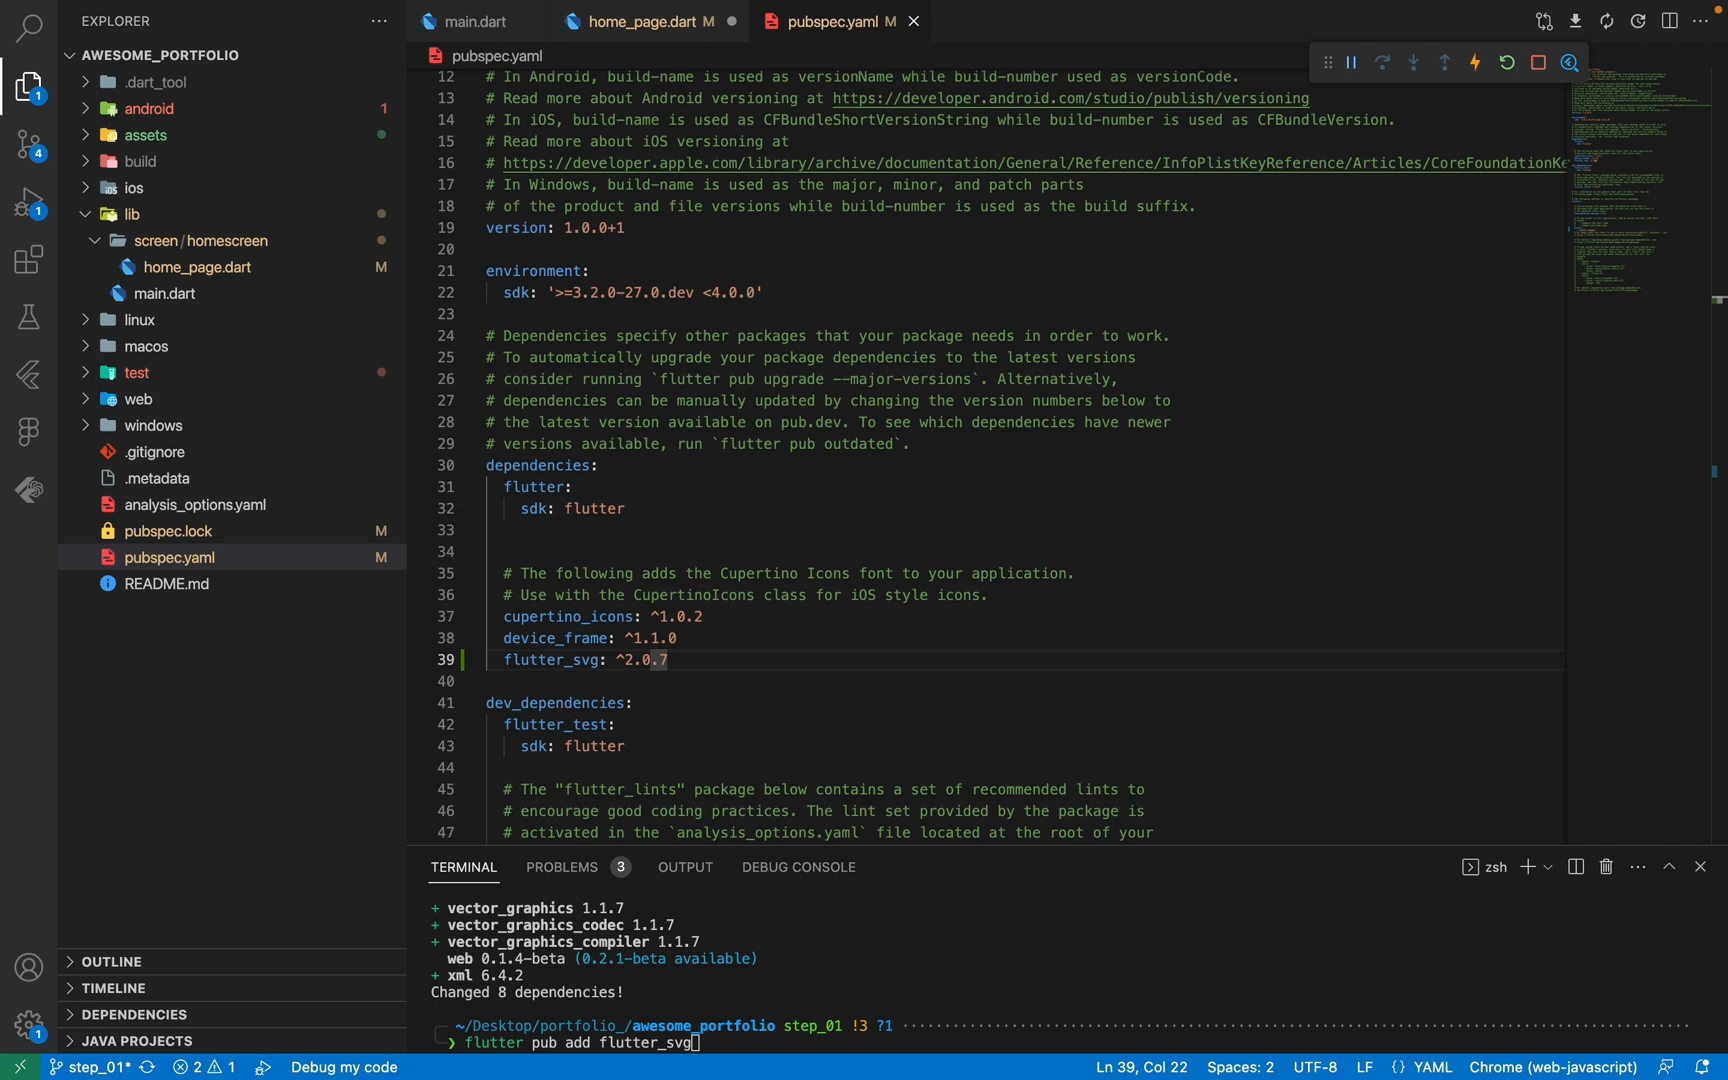 EXPLORER
main.dart
home_page.dart M
pubspec.yaml M
AWESOME_PORTFOLIO
.dart_tool
android 1
assets
build
ios
lib
screen/homescreen
home_page.dart M
main.dart
linux
macos
test
web
windows
.gitignore
.metadata
analysis_options.yaml
pubspec.lock M
pubspec.yaml M
README.md
OUTLINE
TIMELINE
DEPENDENCIES
JAVA PROJECTS
1
4
1
1
pubspec.yaml
12 # In Android, build-name is used as versionName while build-number used as versionCode.
13 # Read more about Android versioning at https://developer.android.com/studio/publish/versioning
14 # In iOS, build-name is used as CFBundleShortVersionString while build-number is used as CFBundleVersion.
15 # Read more about iOS versioning at
16 # https://developer.apple.com/library/archive/documentation/General/Reference/InfoPlistKeyReference/Articles/CoreFoundationKe
17 # In Windows, build-name is used as the major, minor, and patch parts
18 # of the product and file versions while build-number is used as the build suffix.
19 version: 1.0.0+1
20
21 environment:
22 sdk: '>=3.2.0-27.0.dev <4.0.0'
23
24 # Dependencies specify other packages that your package needs in order to work.
25 # To automatically upgrade your package dependencies to the latest versions
26 # consider running `flutter pub upgrade --major-versions`. Alternatively,
27 # dependencies can be manually updated by changing the version numbers below to
28 # the latest version available on pub.dev. To see which dependencies have newer
29 # versions available, run `flutter pub outdated`.
30 dependencies:
31 flutter:
32 sdk: flutter
33
34
35 # The following adds the Cupertino Icons font to your application.
36 # Use with the CupertinoIcons class for iOS style icons.
37 cupertino_icons: ^1.0.2
38 device_frame: ^1.1.0
39 flutter_svg: ^2.0.7
40
41 dev_dependencies:
42 flutter_test:
43 sdk: flutter
44
45 # The "flutter_lints" package below contains a set of recommended lints to
46 # encourage good coding practices. The lint set provided by the package is
47 # activated in the `analysis_options.yaml` file located at the root of your
TERMINAL PROBLEMS 3 OUTPUT DEBUG CONSOLE zsh
+ vector_graphics 1.1.7
+ vector_graphics_codec 1.1.7
+ vector_graphics_compiler 1.1.7
web 0.1.4-beta (0.2.1-beta available)
+ xml 6.4.2
Changed 8 dependencies!
~/Desktop/portfolio_/awesome_portfolio step_01 !3 ?1
❯ flutter pub add flutter_svg
step_01* 2 1 Debug my code Ln 39, Col 22 Spaces: 2 UTF-8 LF {} YAML Chrome (web-javascript)